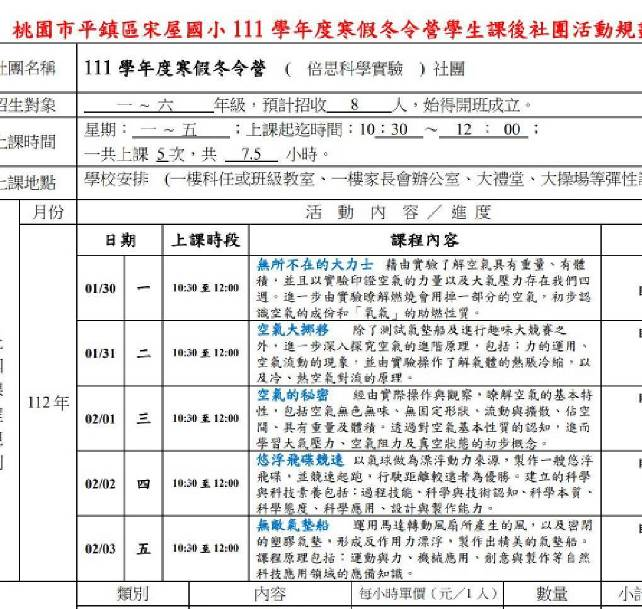 桃園市平鎮區宋屋國小 111 學年度寒假冬令營學生課後社團活動規
社團名稱 111 學年度寒假冬令營 ( 倍思科學實驗 ) 社團
招生對象 一 ~ 六 年級，預計招收 8 人，始得開班成立。
上課時間 星期： 一 ~ 五 ；上課起迄時間：10：30 ~ 12 ： 00 ；
一共上課 5 次，共 7.5 小時。
上課地點 學校安排 (一樓科任或班級教室、一樓家長會辦公室、大禮堂、大操場等彈性
月份 活 動 內 容 ／ 進 度
日期 上課時段 課程內容
112 年
01/30 一 10:30 至 12:00
無所不在的大力士 藉由實驗了解空氣具有重量、有體
積，並且以實驗印證空氣的力量以及大氣壓力存在我們四
週。進一步由實驗瞭解燃燒會用掉一部分的空氣，初步認
識空氣的成份和「氧氣」的助燃性質。
01/31 二 10:30 至 12:00
空氣大挪移 除了測試氣墊船及進行趣味大競賽之
外，進一步深入探究空氣的進階原理，包括：力的運用、
空氣流動的現象，並由實驗操作了解氣體的熱脹冷縮，以
及冷、熱空氣對流的原理。
02/01 三 10:30 至 12:00
空氣的秘密 經由實際操作與觀察，瞭解空氣的基本特
性，包括空氣無色無味、無固定形狀、流動與擴散、佔空
間、具有重量及體積。透過對空氣基本性質的認知，進而
學習大氣壓力、空氣阻力及真空狀態的初步概念。
02/02 四 10:30 至 12:00
悠浮飛碟競速 以氣球做為漂浮動力來源，製作一艘悠浮
飛碟，並競速起跑，行駛距離較遠者為優勝。建立的科學
與科技素養包括：過程技能、科學與技術認知、科學本質、
科學態度、科學應用、設計與製作能力。
02/03 五 10:30 至 12:00
無敵氣墊船 運用馬達轉動風扇所產生的風，以及密閉
的塑膠氣墊，形成反作用力漂浮，製作出精美的氣墊船。
課程原理包括：動與力、機械應用、創意與製作等自然
科技應用領域的應備知識。
類別 內容 每小時單價（元／1 人） 數量 小計